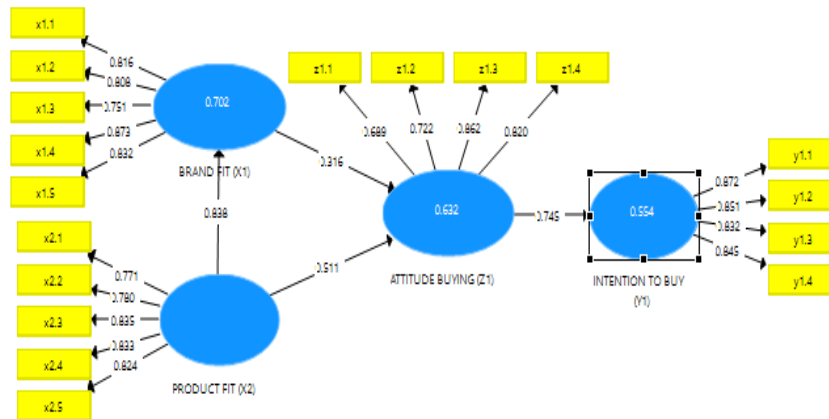 x1.1
x1.2
x1.3
x1.4
x1.5
0.816
0.808
0.751
0.873
0.832
0.702
BRAND FIT (X1)
z1.1
z1.2
z1.3
z1.4
0.689
0.722
0.862
0.820
0.316
0.838
0.511
0.632
ATTITUDE BUYING (Z1)
0.745
0.554
INTENTION TO BUY
(Y1)
0.872
0.851
0.832
0.845
y1.1
y1.2
y1.3
y1.4
x2.1
x2.2
x2.3
x2.4
x2.5
0.771
0.780
0.835
0.833
0.824
PRODUCT FIT (X2)